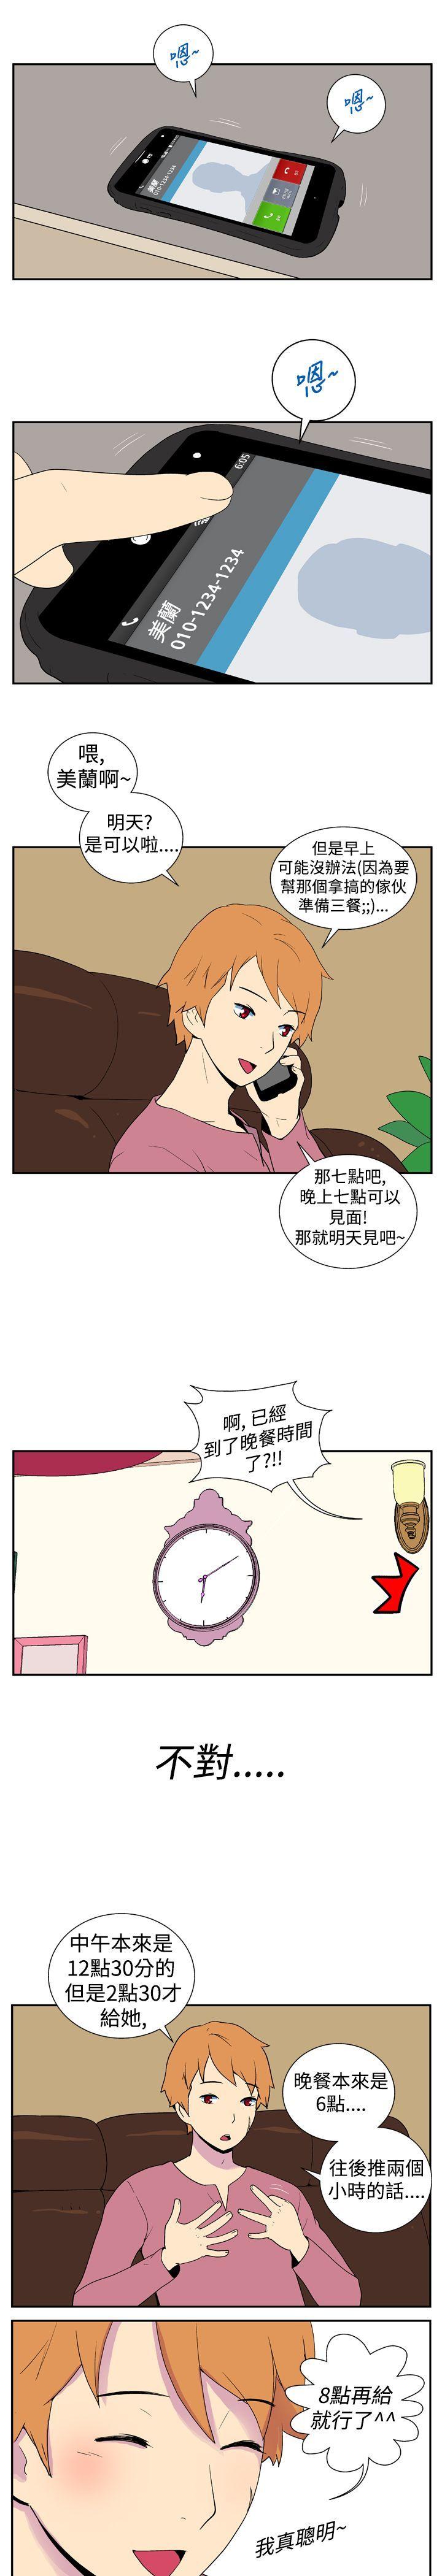 嗯~
嗯~
美蘭
010-1234-1234
嗯~
6:05
美蘭
010-1234-1234
喂,
美蘭啊~
明天?
是可以啦....
但是早上
可能沒辦法(因為要
幫那個拿搞的傢伙
準備三餐;;)...
那七點吧,
晚上七點可以
見面!
那就明天見吧~
啊, 已經
到了晚餐時間
了?!!
不對.....
中午本來是
12點30分的
但是2點30才
給她,
晚餐本來是
6點....
往後推兩個
小時的話....
8點再給
就行了^^
我真聰明~